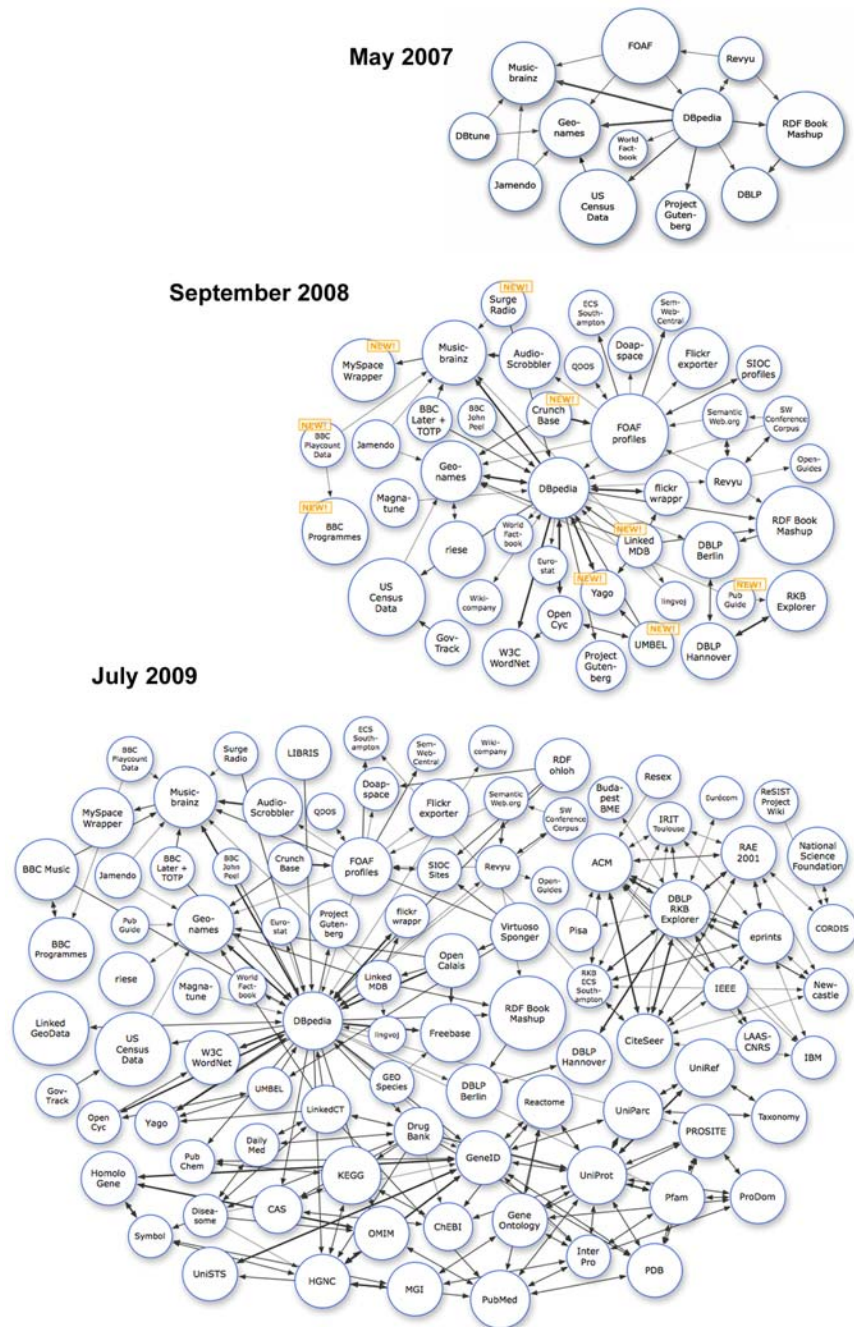 May 2007
FOAF
Revyu
Music-
brainz
DBpedia
RDF Book
Mashup
Geo-
names
DBtune
World
Fact-
book
Jamendo
US
Census
Data
Project
Guten-
berg
DBLP
September 2008
NEW!
Surge
Radio
ECS
South-
ampton
Sem-
Web-
Central
NEW!
MySpace
Wrapper
Music-
brainz
Audio-
Scrobbler
QDOS
Doap-
space
Flickr
exporter
SIOC
profiles
NEW!
BBC
Playcount
Data
Jamendo
BBC
Later +
TOTP
BBC
John
Peel
NEW!
Crunch
Base
FOAF
profiles
Semantic
Web.org
SW
Conference
Corpus
Geo-
names
DBpedia
flickr
wrappr
Revyu
Open-
Guides
Magna-
tune
NEW!
BBC
Programmes
riese
World
Fact-
book
NEW!
Linked
MDB
DBLP
Berlin
RDF Book
Mashup
US
Census
Data
Euro-
stat
Wiki-
company
NEW!
Yago
lingvoj
NEW!
Pub
Guide
RKB
Explorer
Gov-
Track
Open
Cyc
W3C
WordNet
Project
Guten-
berg
NEW!
UMBEL
DBLP
Hannover
July 2009
BBC
Playcount
Data
Surge
Radio
LIBRIS
ECS
South-
ampton
Sem-
Web-
Central
Wiki-
company
RDF
ohloh
Music-
brainz
Doap-
space
Resex
Buda-
pest
BME
Eurécom
ReSIST
Project
Wiki
MySpace
Wrapper
Audio-
Scrobbler
QDOS
Flickr
exporter
Semantic
Web.org
SW
Conference
Corpus
IRIT
Toulouse
BBC Music
Jamendo
BBC
Later +
TOTP
BBC
John
Peel
Crunch
Base
FOAF
profiles
SIOC
Sites
Revyu
Open-
Guides
ACM
RAE
2001
National
Science
Foundation
DBLP
RKB
Explorer
BBC
Programmes
Pub
Guide
Geo-
names
Euro-
stat
Project
Guten-
berg
flickr
wrappr
Virtuoso
Sponger
Pisa
eprints
CORDIS
riese
Magna-
tune
World
Fact-
book
Linked
MDB
Open
Calais
RKB
ECS
South-
ampton
IEEE
New-
castle
Linked
GeoData
US
Census
Data
W3C
WordNet
DBpedia
lingvoj
Freebase
RDF Book
Mashup
CiteSeer
LAAS-
CNRS
IBM
DBLP
Hannover
Gov-
Track
Open
Cyc
Yago
UMBEL
LinkedCT
GEO
Species
DBLP
Berlin
Reactome
UniParc
UniRef
Taxonomy
Pub
Chem
Daily
Med
Drug
Bank
GeneID
UniProt
PROSITE
Homolo
Gene
KEGG
Pfam
ProDom
Disea-
some
CAS
ChEBI
Gene
Ontology
Symbol
OMIM
Inter
Pro
PDB
UniSTS
HGNC
MGI
PubMed